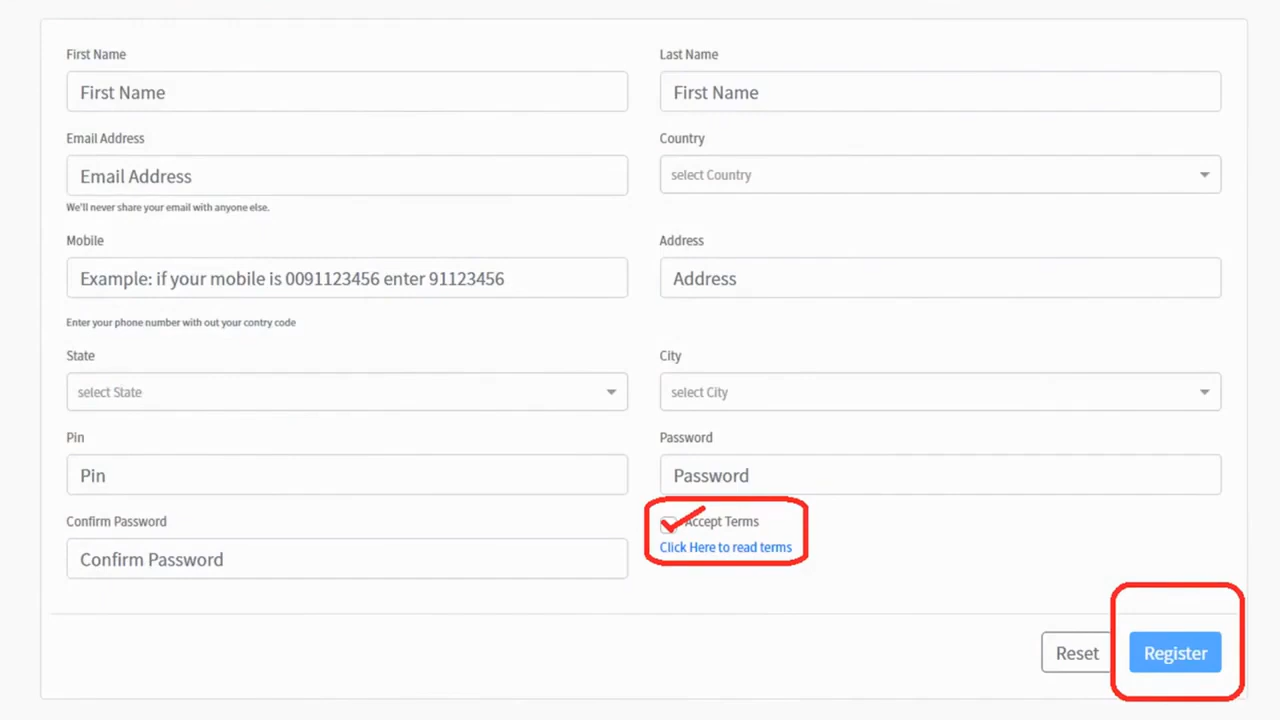 First Name
Last Name
First Name
First Name
Email Address
Country
Email Address
select Country
We'll never share your email with anyone else.
Mobile
Address
Example: if your mobile is 0091123456 enter 91123456
Address
Enter your phone number with out your contry code
State
City
select State
select City
Pin
Password
Pin
Password
Confirm Password
Accept Terms
Click Here to read terms
Confirm Password
Reset
Register